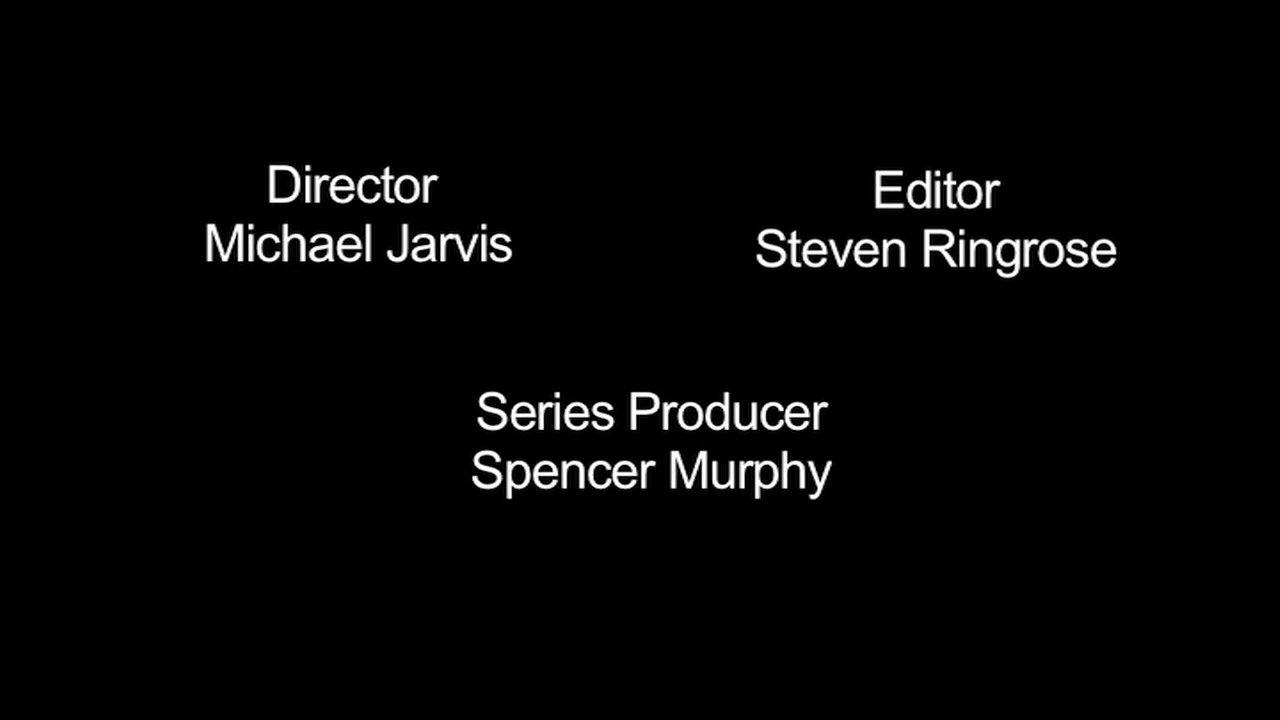 Director
Michael Jarvis
Editor
Steven Ringrose
Series Producer
Spencer Murphy